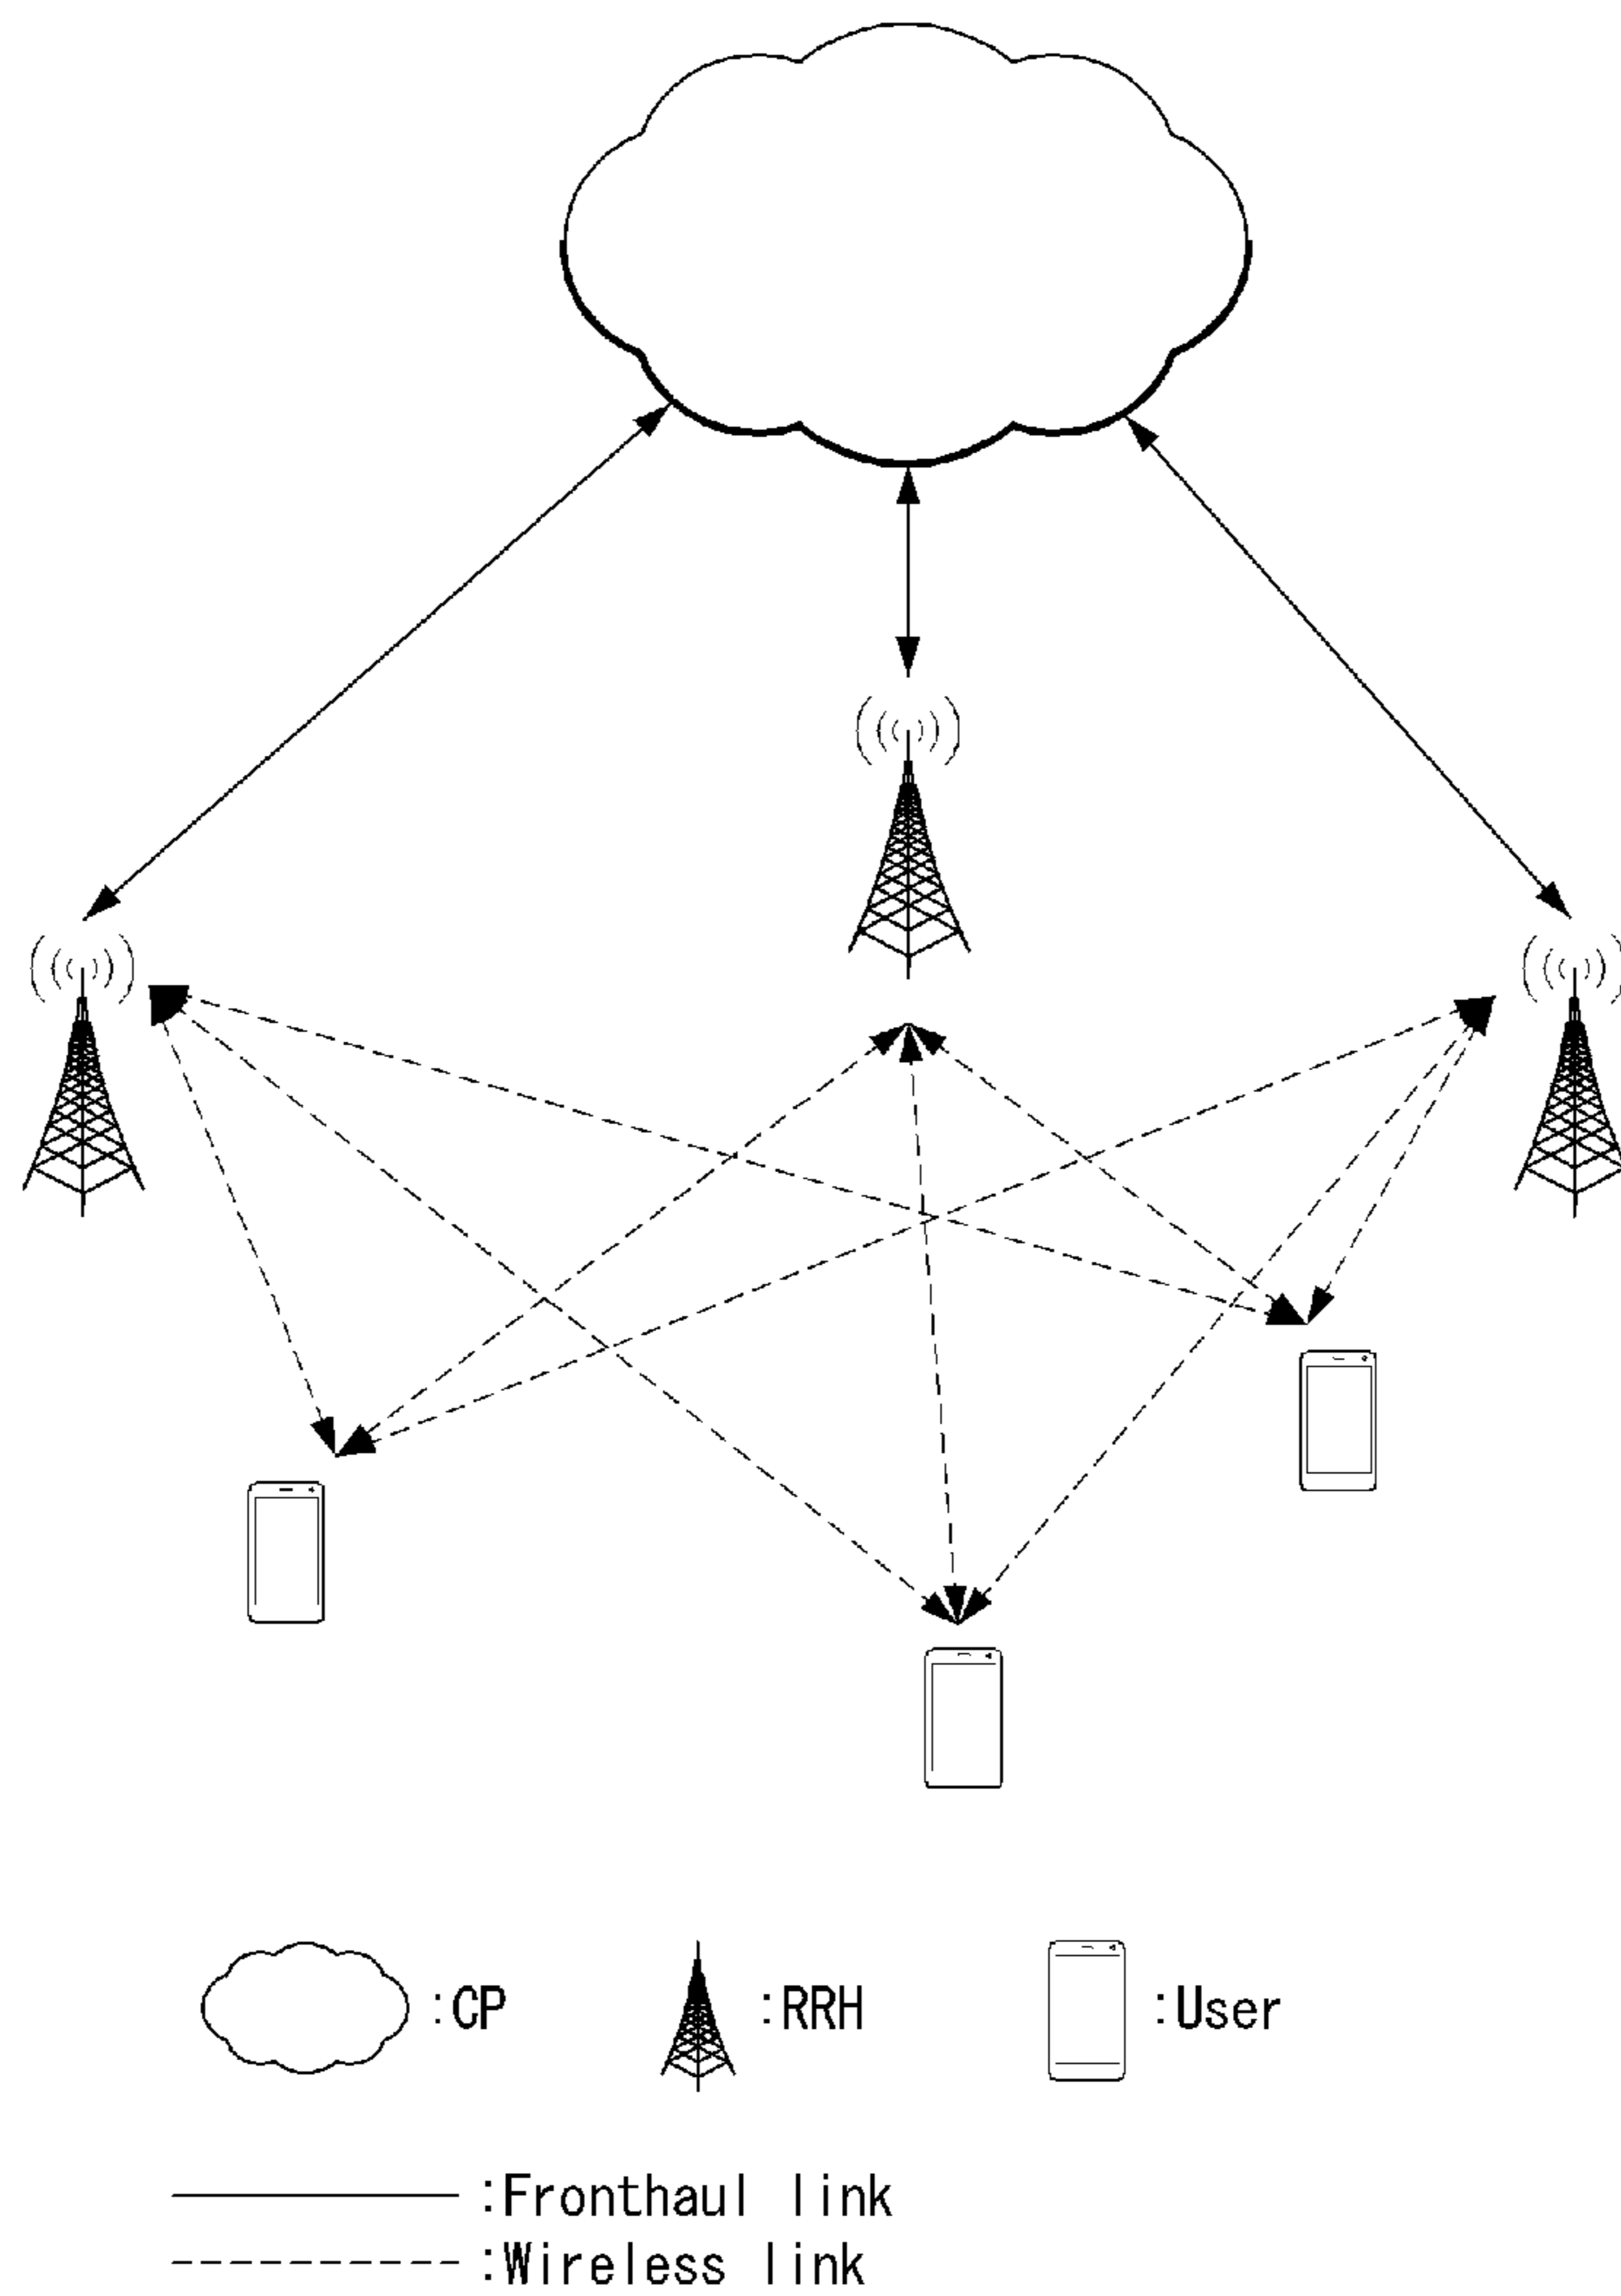 :CP :RRH :User
:Fronthaul link
:Wireless link